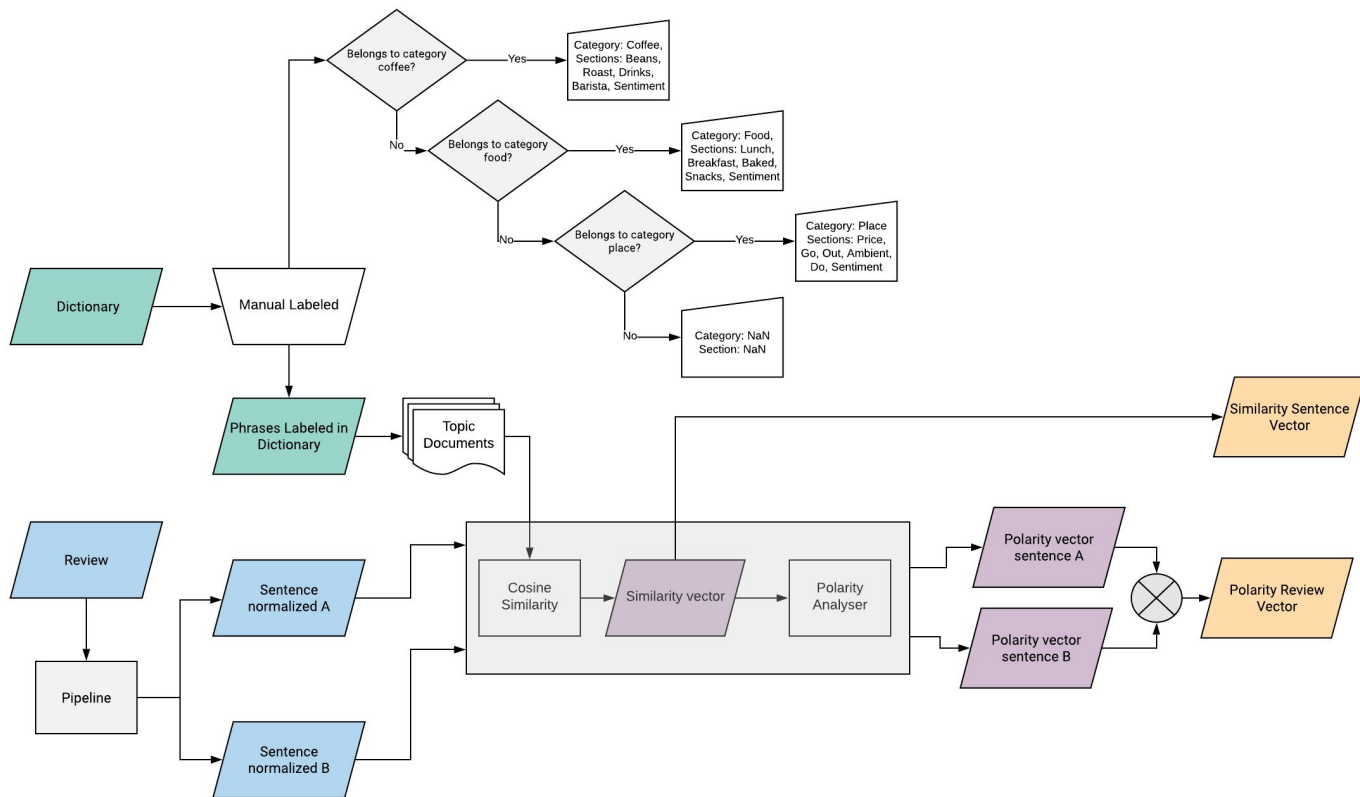 Belongs to category
coffee?
Yes
Category: Coffee,
Sections: Beans,
Roast, Drinks,
Barista, Sentiment
No
Belongs to category
food?
Yes
Category: Food,
Sections: Lunch,
Breakfast, Baked,
Snacks, Sentiment
No
Belongs to category
place?
Yes
Category: Place
Sections: Price,
Go, Out, Ambient,
Do, Sentiment
No
Category: NaN
Section: NaN
Dictionary
Manual Labeled
Phrases Labeled in
Dictionary
Topic
Documents
Similarity Sentence
Vector
Review
Pipeline
Sentence
normalized A
Sentence
normalized B
Cosine
Similarity
Similarity vector
Polarity
Analyser
Polarity vector
sentence A
Polarity vector
sentence B
Polarity Review
Vector